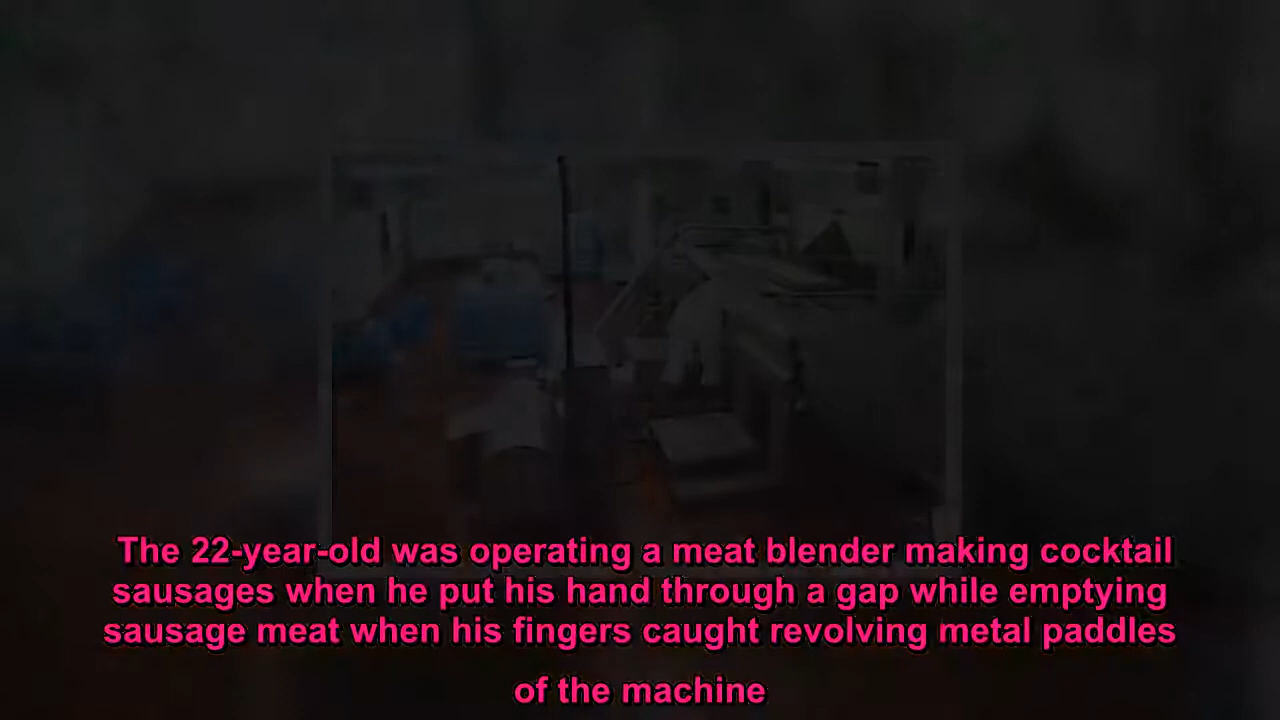 The 22-year-old was operating a meat blender making cocktail
sausages when he put his hand through a gap while emptying
sausage meat when his fingers caught revolving metal paddles
of the machine